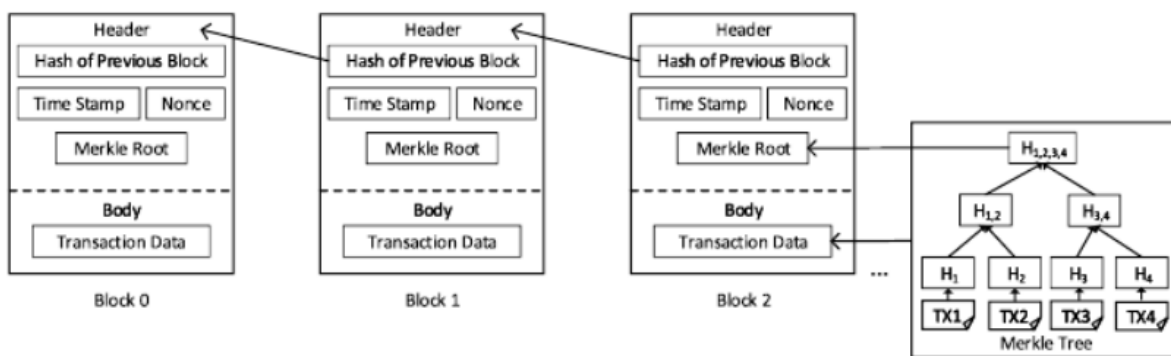 Header
Hash of Previous Block
Time Stamp Nonce
Merkle Root
Body
Transaction Data
Block 0
Header
Hash of Previous Block
Time Stamp Nonce
Merkle Root
Body
Transaction Data
Block 1
Header
Hash of Previous Block
Time Stamp Nonce
Merkle Root
Body
Transaction Data
Block 2
...
H1,2,3,4
H1,2 H3,4
H1 H2 H3 H4
TX1 TX2 TX3 TX4
Merkle Tree